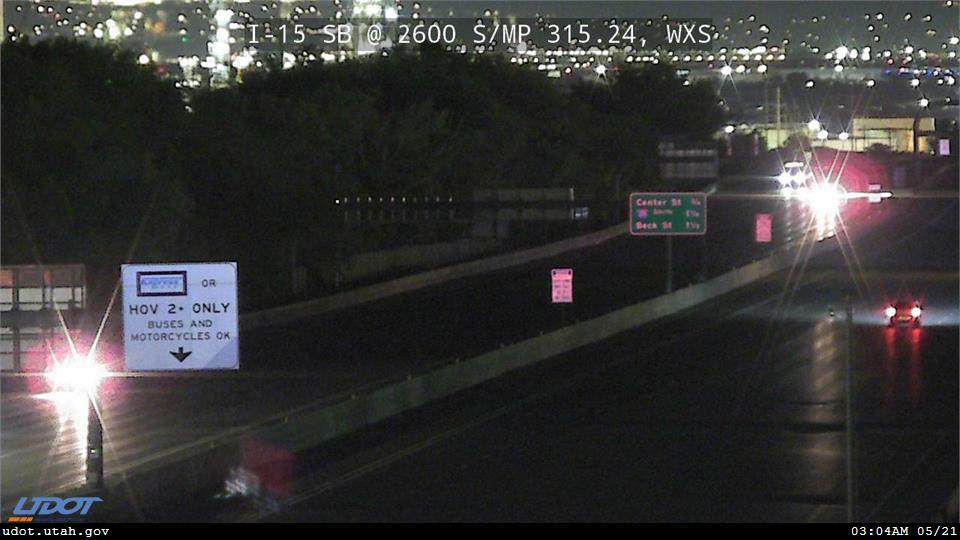 I-15 SB @ 2600 S/MP 315.24, WXS
Center St
Beck St
Express
OR
HOV 2+ ONLY
BUSES AND
MOTORCYCLES OK
UDOT
udot.utah.gov
03:04AM 05/21